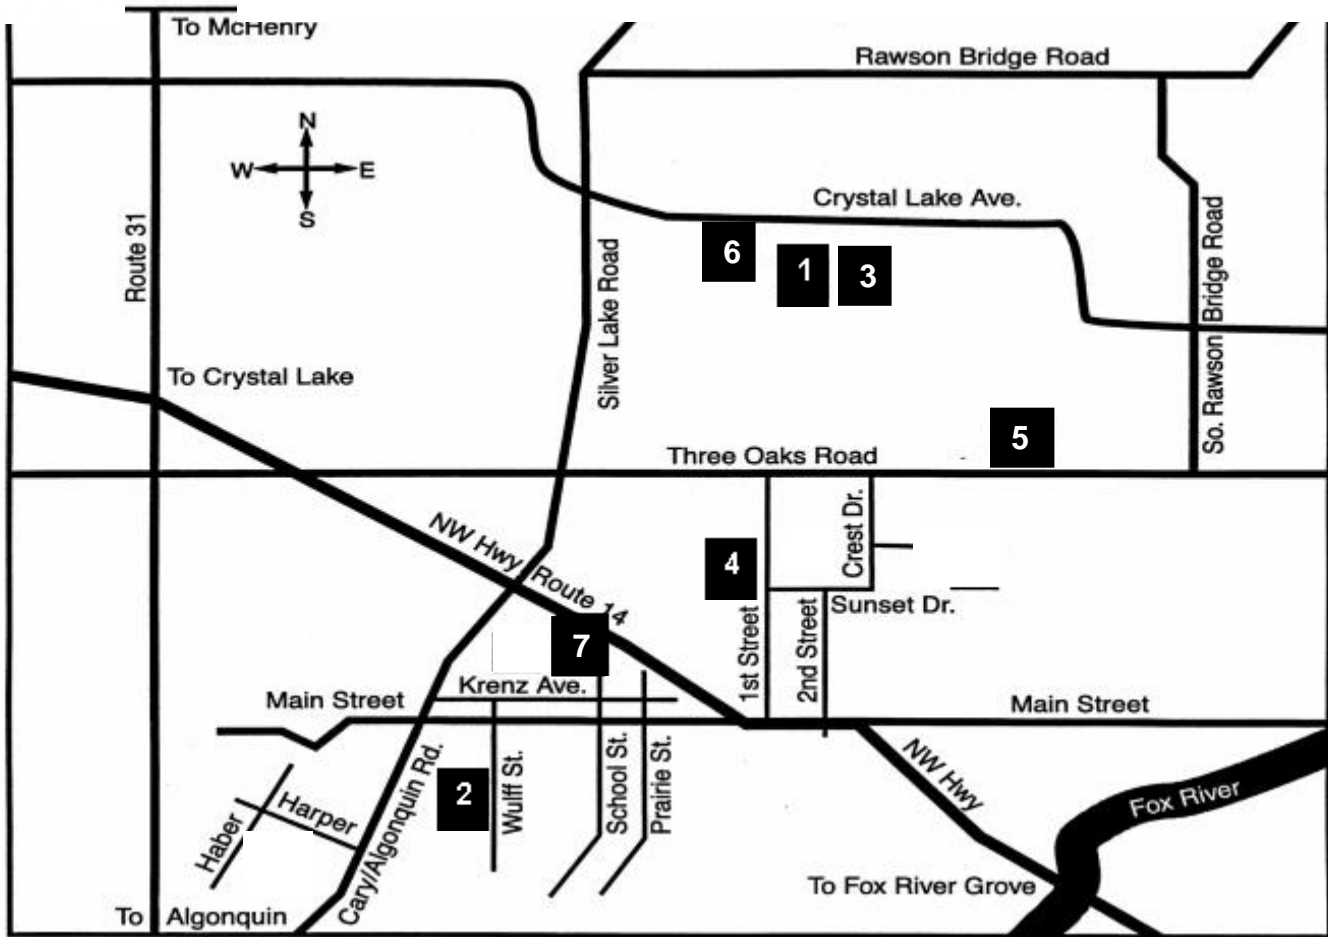 To McHenry
Rawson Bridge Road
N
W
E
S
Crystal Lake Ave.
Route 31
Silver Lake Road
So. Rawson Bridge Road
6
1
3
To Crystal Lake
5
Three Oaks Road
NW Hwy Route 14
4
Crest Dr.
1st Street
2nd Street
Sunset Dr.
7
Krenz Ave.
Main Street
Main Street
2
Wulff St.
School St.
Prairie St.
NW Hwy
Fox River
Harper
Haber
Cary/Algonquin Rd.
To Fox River Grove
To Algonquin